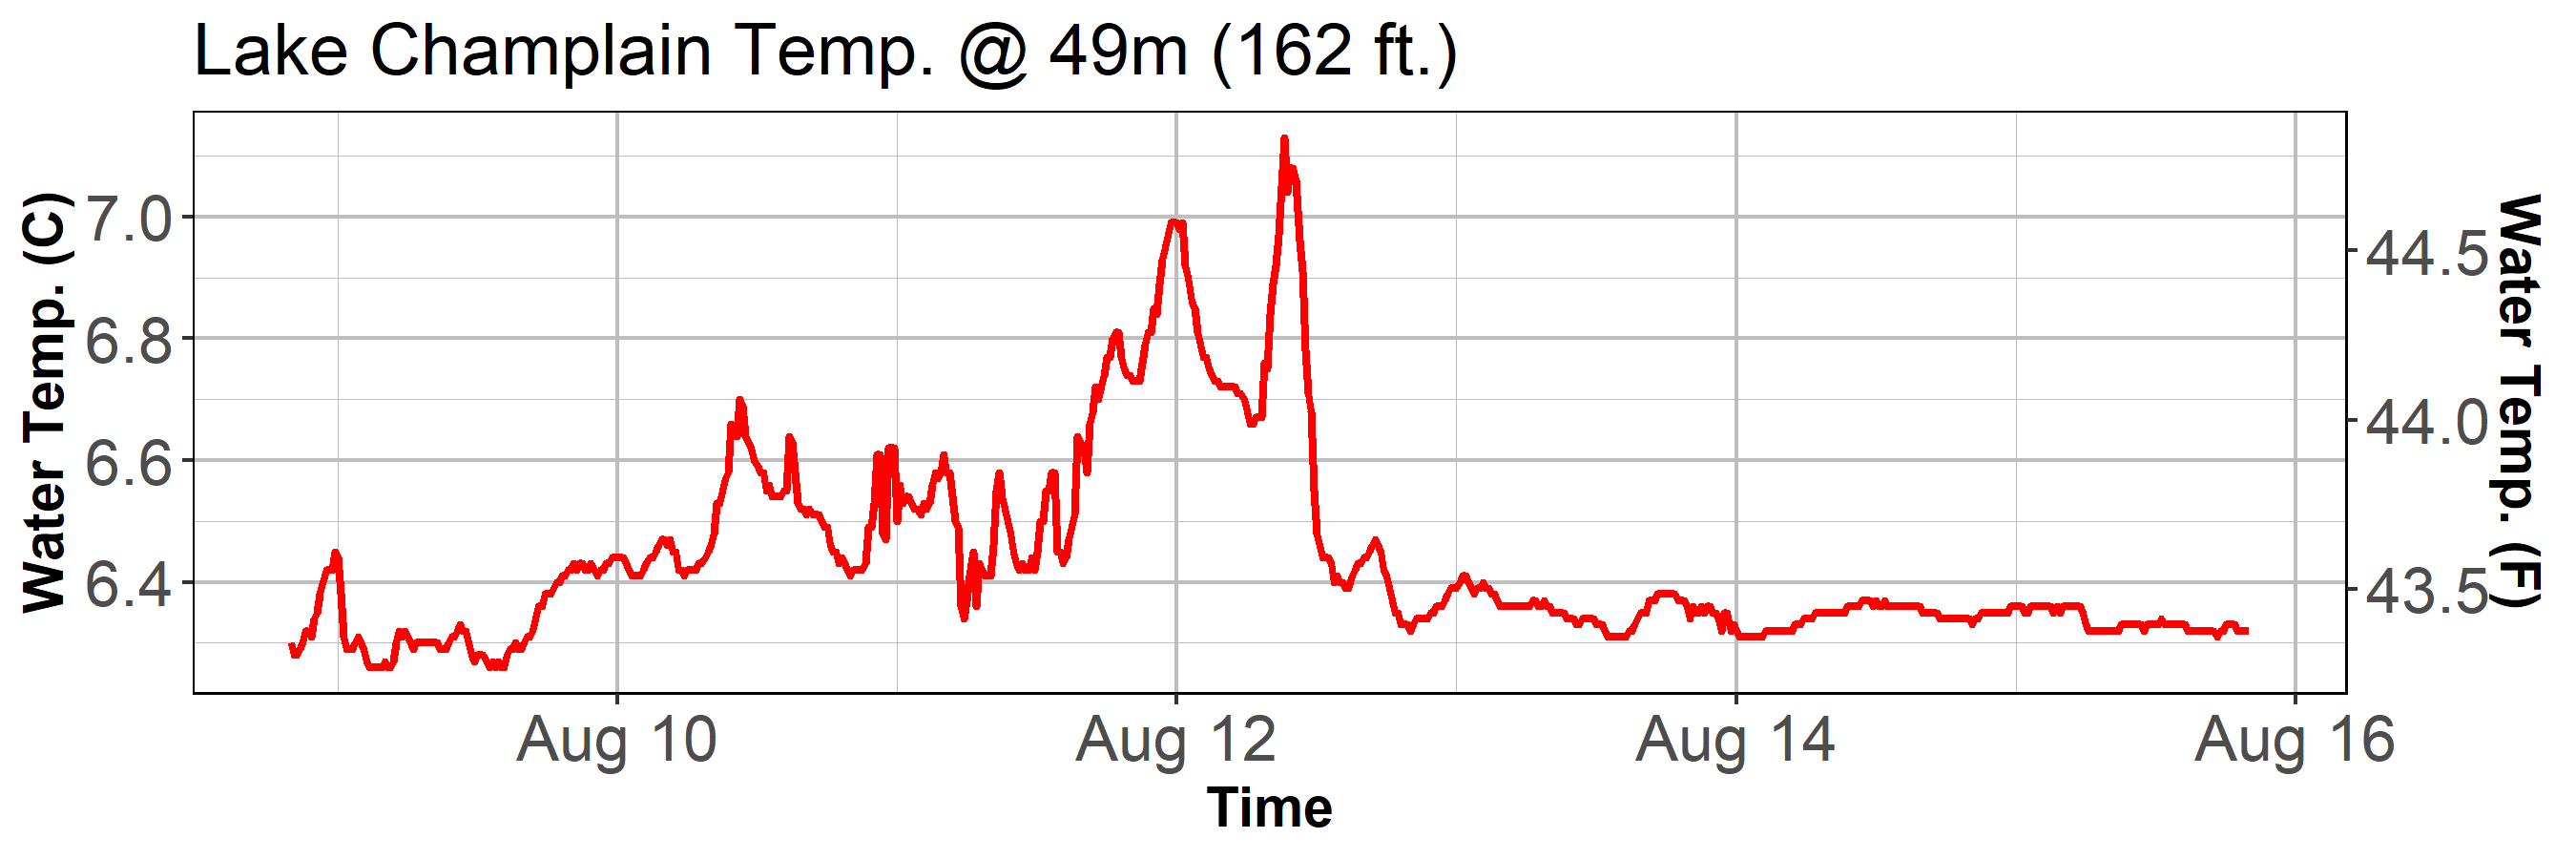 Lake Champlain Temp. @ 49m (162 ft.)
Water Temp. (C)
7.0
6.8
6.6
6.4
44.5
44.0
43.5
Water Temp. (F)
Aug 10
Aug 12
Aug 14
Aug 16
Time